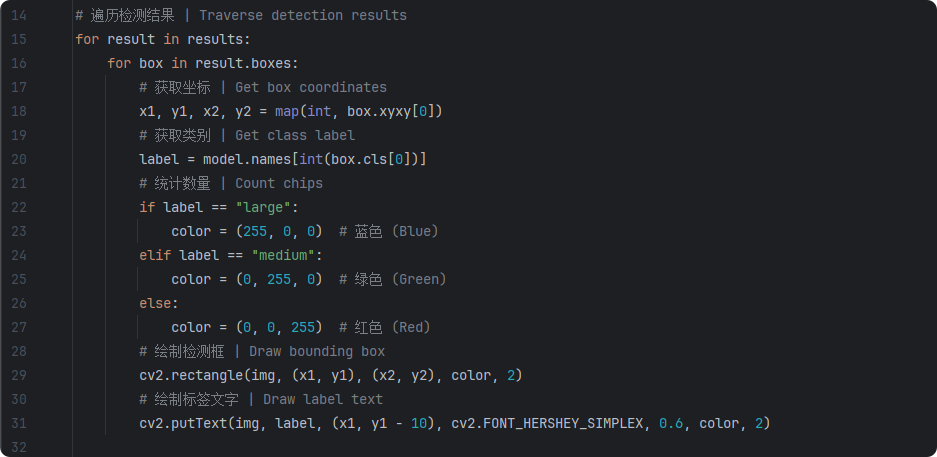 14 # 遍历检测结果 | Traverse detection results
15 for result in results:
16     for box in result.boxes:
17         # 获取坐标 | Get box coordinates
18         x1, y1, x2, y2 = map(int, box.xyxy[0])
19         # 获取类别 | Get class label
20         label = model.names[int(box.cls[0])]
21         # 统计数量 | Count chips
22         if label == "large":
23             color = (255, 0, 0)  # 蓝色 (Blue)
24         elif label == "medium":
25             color = (0, 255, 0)  # 绿色 (Green)
26         else:
27             color = (0, 0, 255)  # 红色 (Red)
28         # 绘制检测框 | Draw bounding box
29         cv2.rectangle(img, (x1, y1), (x2, y2), color, 2)
30         # 绘制标签文字 | Draw label text
31         cv2.putText(img, label, (x1, y1 - 10), cv2.FONT_HERSHEY_SIMPLEX, 0.6, color, 2)
32